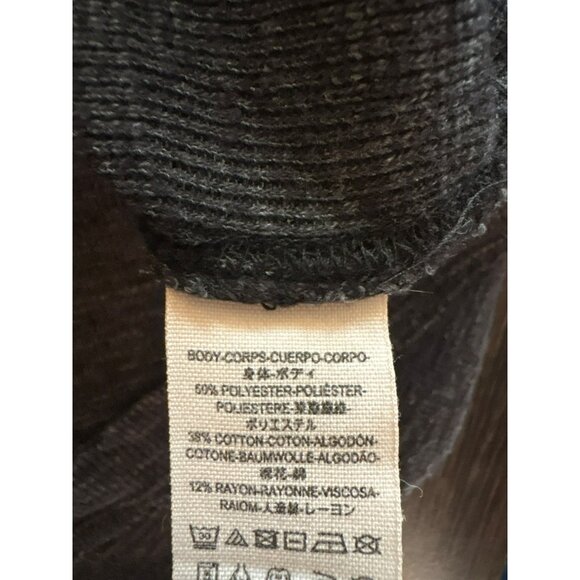 BODY-CORPS-CUERPO-CORPO-
身体-ボディ
50% POLYESTER-POLIÉSTER-
POLIESTERE-聚酯纖維-
ポリエステル
38% COTTON-COTON-ALGODÓN-
COTONE-BAUMWOLLE-ALGODÃO-
棉花-綿
12% RAYON-RAYONNE-VISCOSA-
RAIOM-人造絲-レーヨン
30